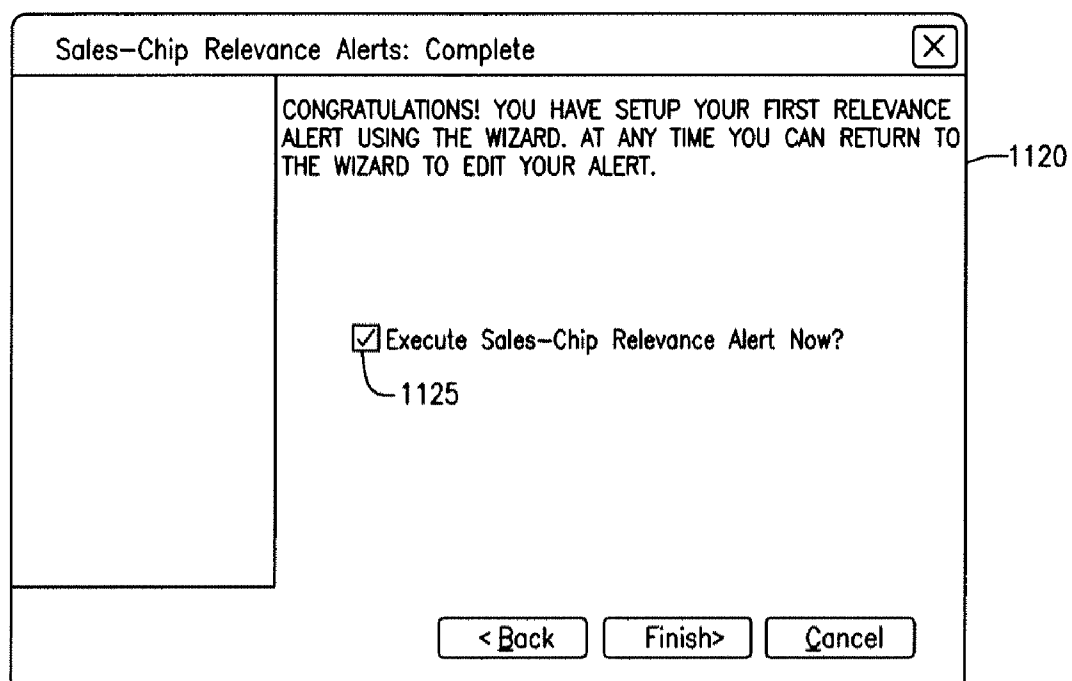 Sales-Chip Relevance Alerts: Complete
CONGRATULATIONS! YOU HAVE SETUP YOUR FIRST RELEVANCE
ALERT USING THE WIZARD. AT ANY TIME YOU CAN RETURN TO
THE WIZARD TO EDIT YOUR ALERT.
1120
Execute Sales-Chip Relevance Alert Now?
1125
< Back Finish> Cancel